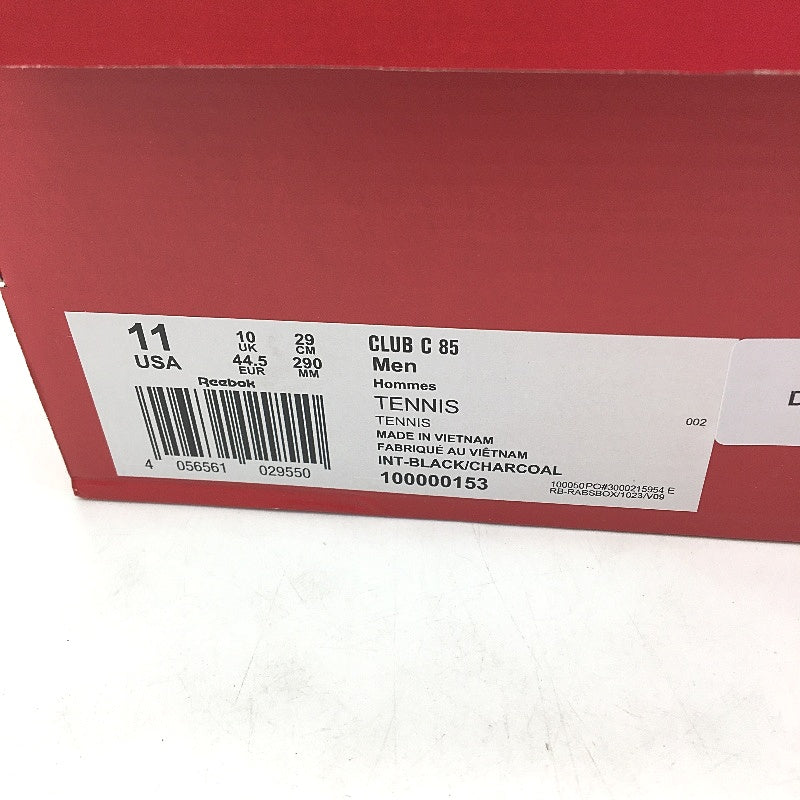 11
USA
10
UK
44.5
EUR
29
CM
290
MM
Reebok
4 056561 029550
CLUB C 85
Men
Hommes
TENNIS
TENNIS
MADE IN VIETNAM
FABRIQUÉ AU VIÊTNAM
INT-BLACK/CHARCOAL
100000153
002
100050PO#3000215954 E
RB-RABSBOX/1023/V09